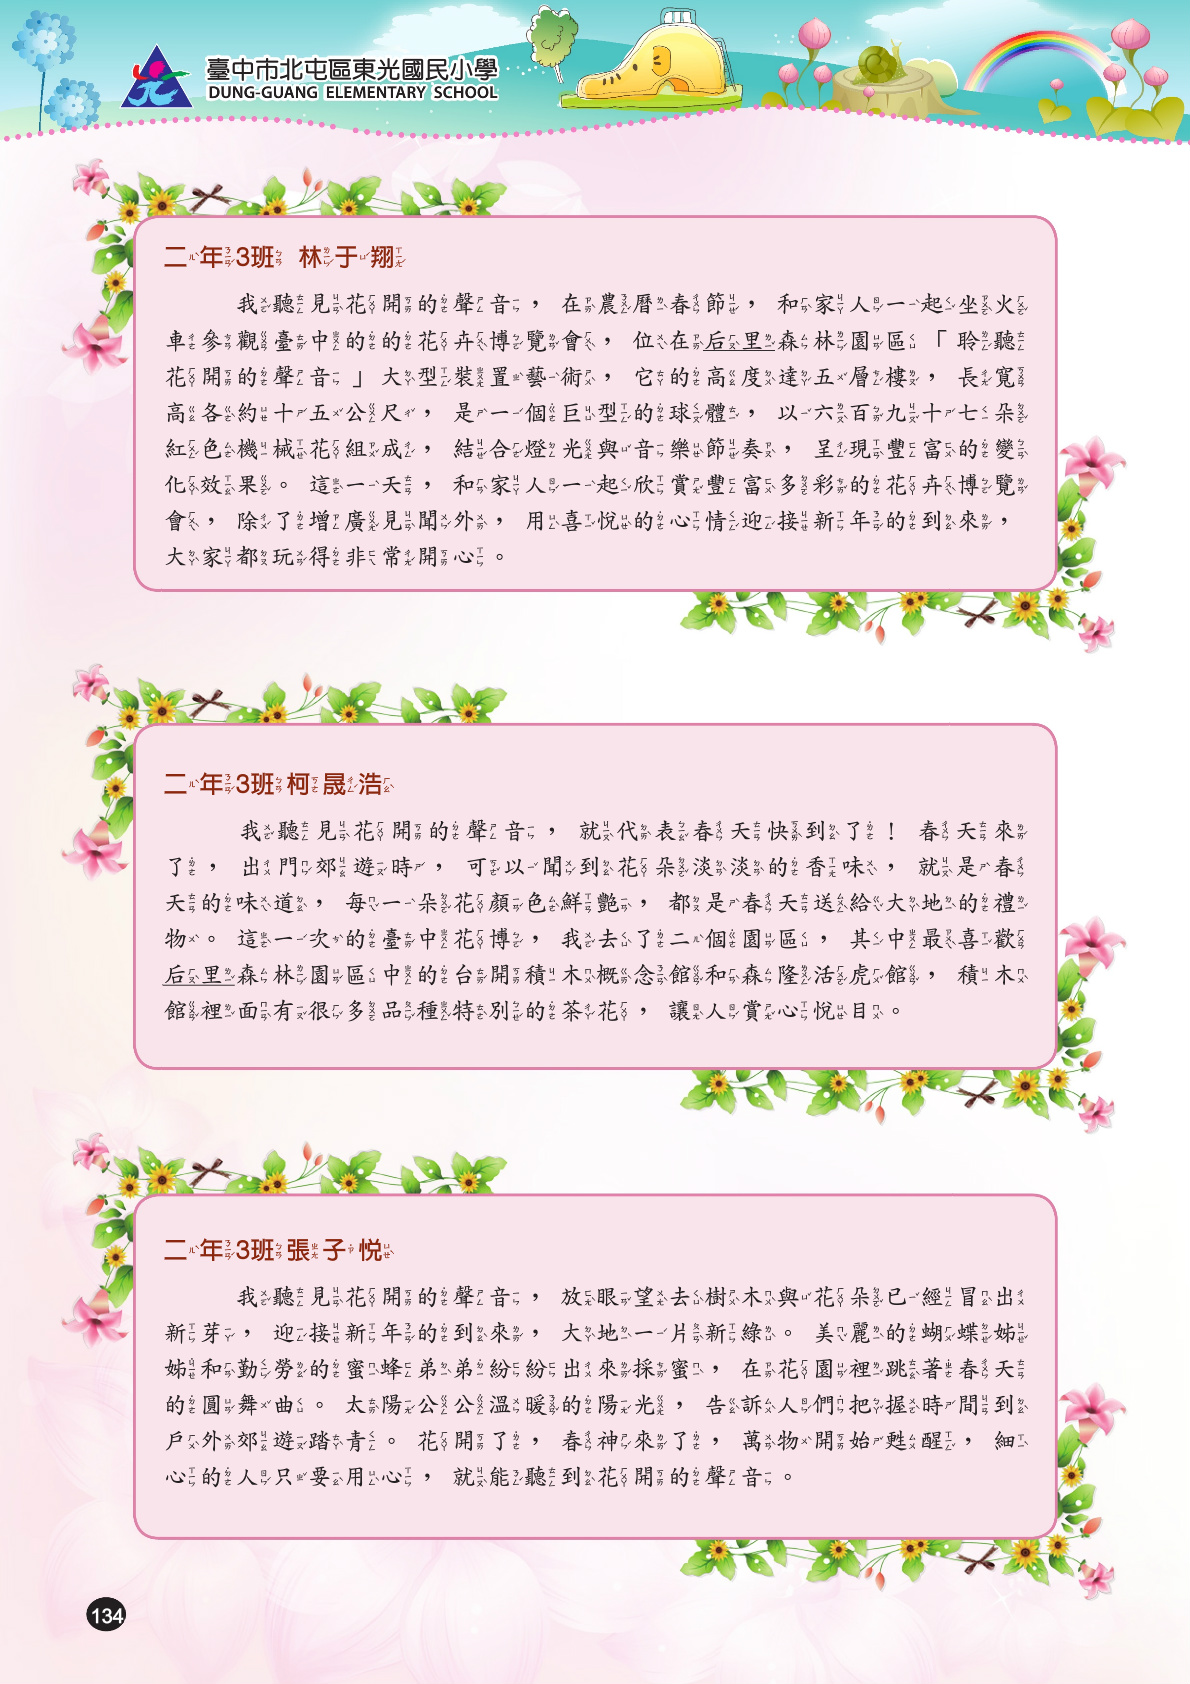 臺中市北屯區東光國民小學
DUNG-GUANG ELEMENTARY SCHOOL
二年3班 林于翔
我聽見花開的聲音，在農曆春節，和家人一起坐火
車參觀臺中的的花卉博覽會，位在后里森林園區「聆聽
花開的聲音」大型裝置藝術，它的高度達五層樓，長寬
高各約十五公尺，是一個巨型的球體，以六百九十七朵
紅色機械花組成，結合燈光與音樂節奏，呈現豐富的變
化效果。這一天，和家人一起欣賞豐富多彩的花卉博覽
會，除了增廣見聞外，用喜悅的心情迎接新年的到來，
大家都玩得非常開心。
二年3班柯晟浩
我聽見花開的聲音，就代表春天快到了！春天來
了，出門郊遊時，可以聞到花朵淡淡的香味，就是春
天的味道，每一朵花顏色鮮艷，都是春天送給大地的禮
物。這一次的臺中花博，我去了二個園區，其中最喜歡
后里森林園區中的台開積木概念館和森隆活虎館，積木
館裡面有很多品種特別的茶花，讓人賞心悅目。
二年3班張子悦
我聽見花開的聲音，放眼望去樹木與花朵已經冒出
新芽，迎接新年的到來，大地一片新綠。美麗的蝴蝶姊
姊和勤勞的蜜蜂弟弟紛紛出來採蜜，在花園裡跳著春天
的圓舞曲。太陽公公溫暖的陽光，告訴人們把握時間到
戶外郊遊踏青。花開了，春神來了，萬物開始甦醒，細
心的人只要用心，就能聽到花開的聲音。
134